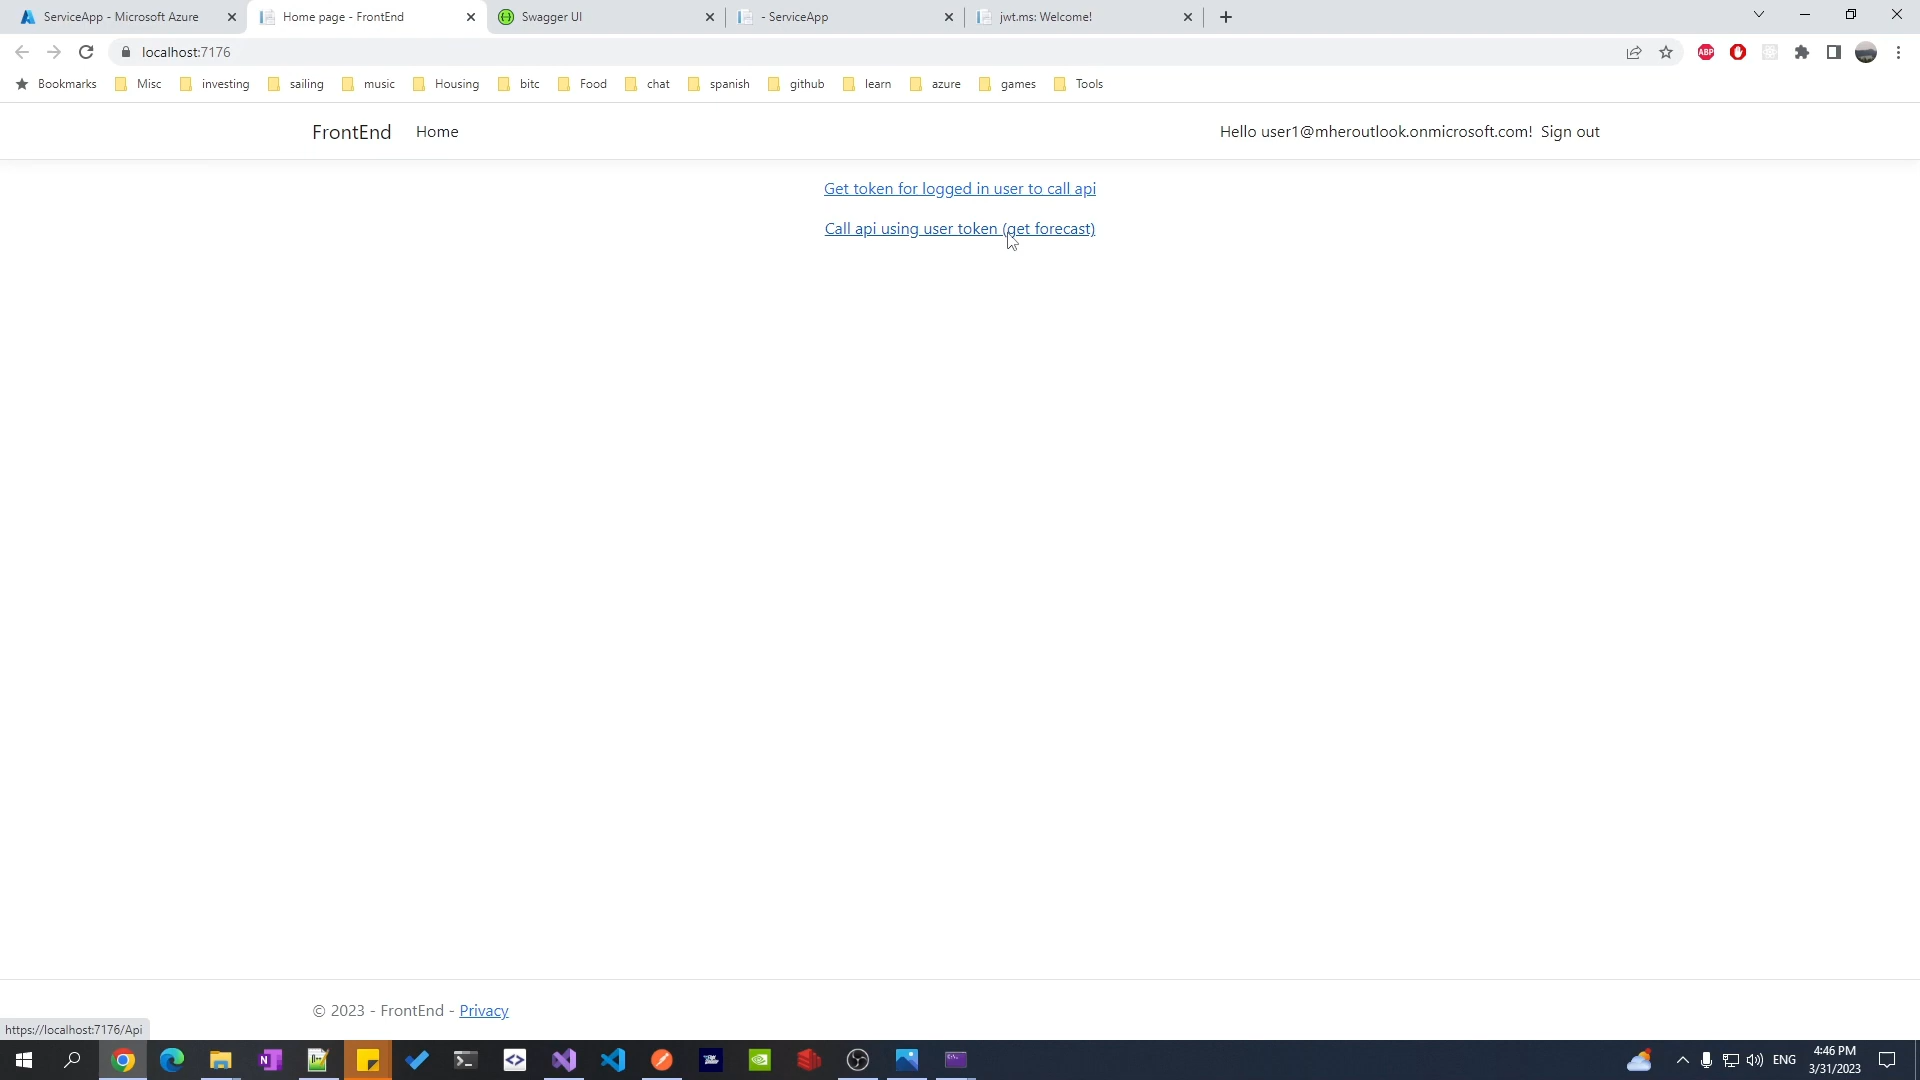 ServiceApp - Microsoft Azure
Home page - FrontEnd
Swagger UI
- ServiceApp
jwt.ms: Welcome!
localhost:7176
ABP
Bookmarks
Misc
investing
sailing
music
Housing
bitc
Food
chat
spanish
github
learn
azure
games
Tools
FrontEnd
Home
Hello user1@mheroutlook.onmicrosoft.com!
Sign out
Get token for logged in user to call api
Call api using user token (get forecast)
© 2023 - FrontEnd - Privacy
https://localhost:7176/Api
ENG
4:46 PM
3/31/2023